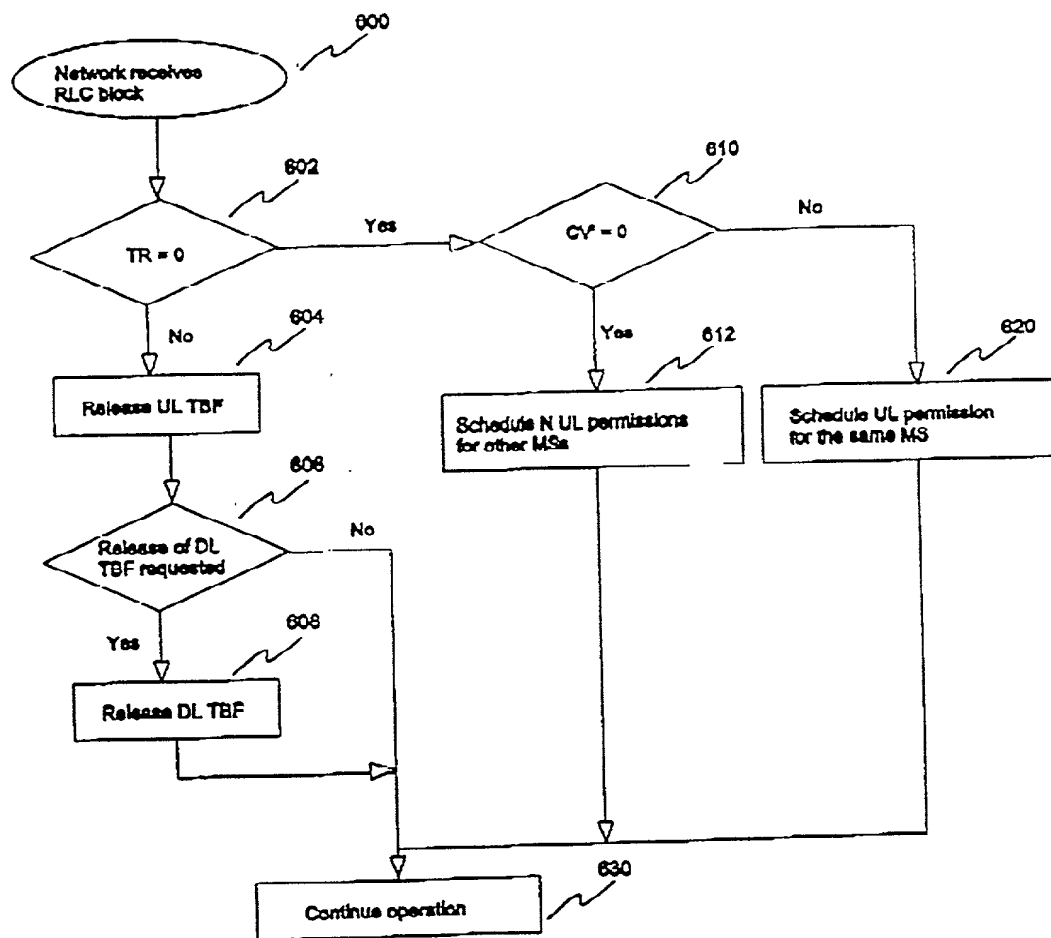 600
Network receives
RLC block
602
TR = 0
Yes
610
CV' = 0
No
No
604
Release UL TBF
Yes
612
Schedule N UL permissions
for other MSs
620
Schedule UL permission
for the same MS
606
Release of DL
TBF requested
No
Yes
608
Release DL TBF
630
Continue operation